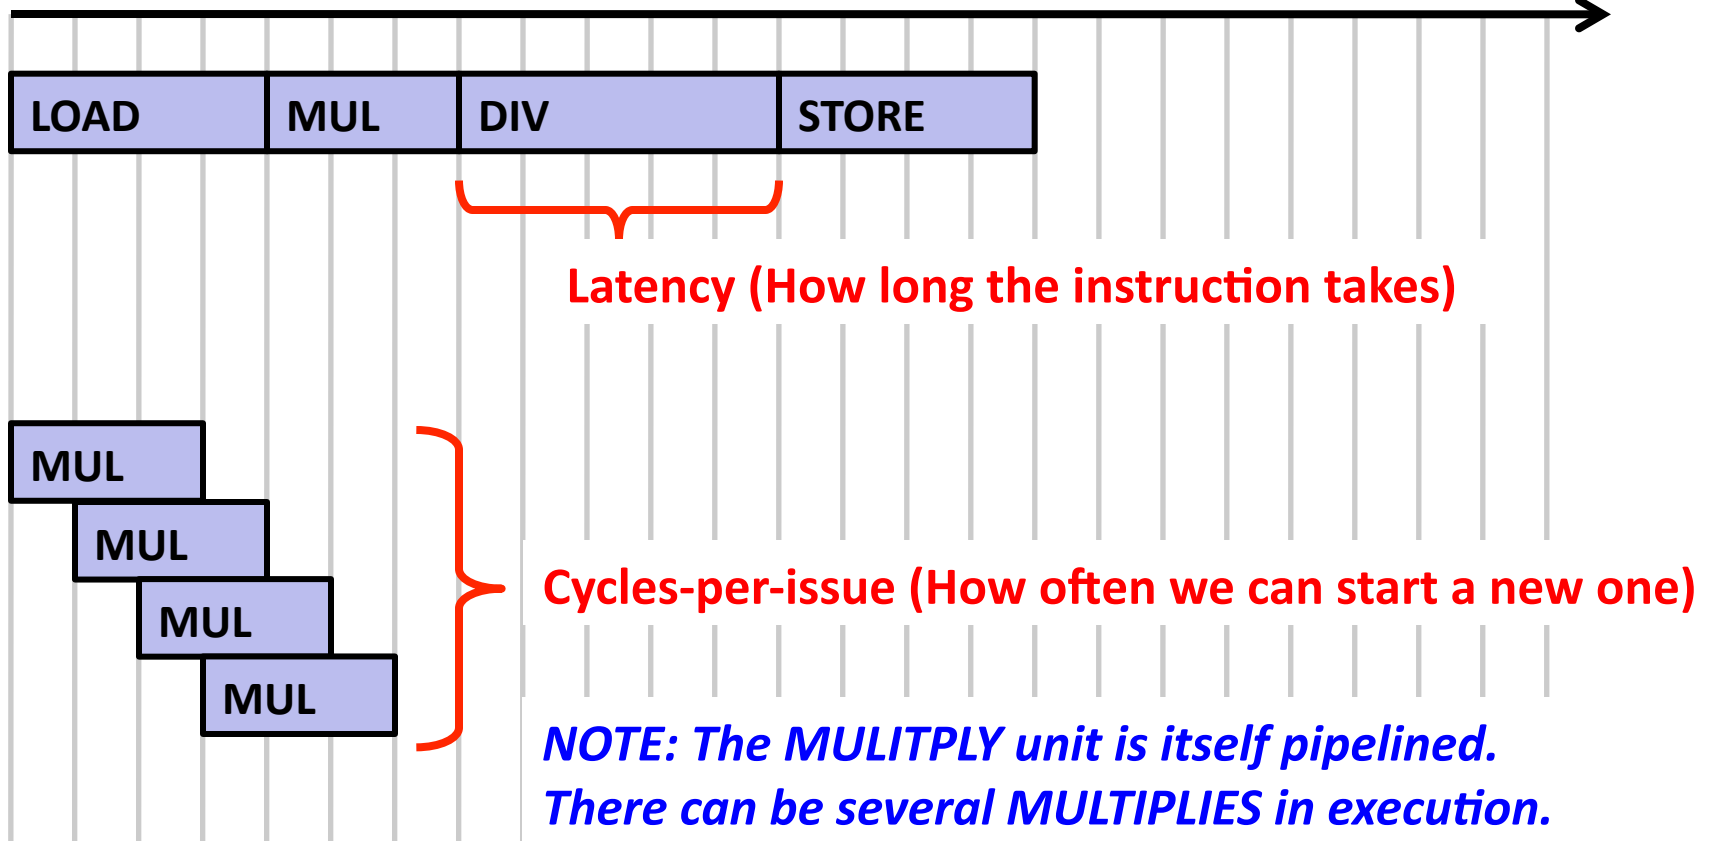 LOAD MUL DIV STORE
Latency (How long the instruction takes)
MUL
MUL
MUL
MUL
Cycles-per-issue (How often we can start a new one)
NOTE: The MULITPLY unit is itself pipelined.
There can be several MULTIPLIES in execution.